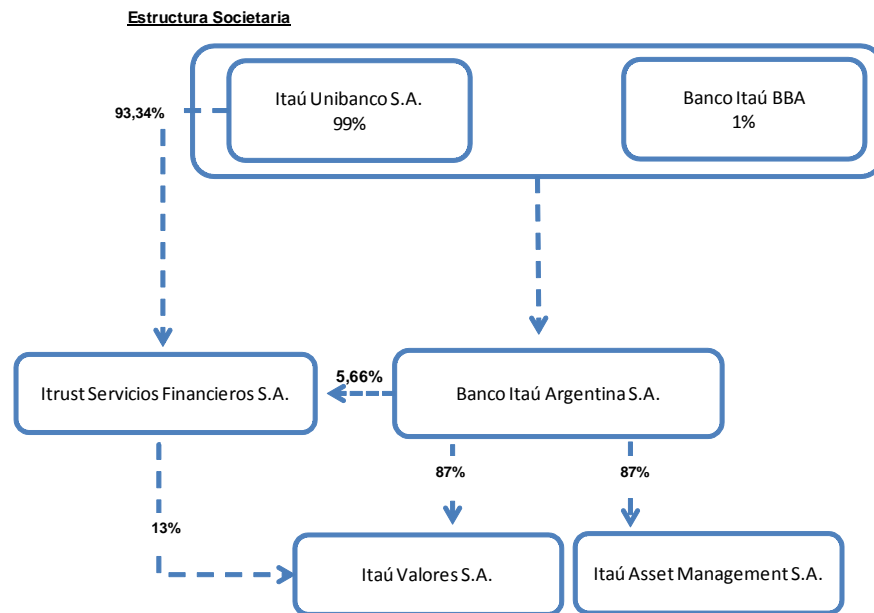 Estructura Societaria
Itaú Unibanco S.A.
99%
Banco Itaú BBA
1%
93,34%
Itrust Servicios Financieros S.A.
5,66%
Banco Itaú Argentina S.A.
87%
87%
13%
Itaú Valores S.A.
Itaú Asset Management S.A.